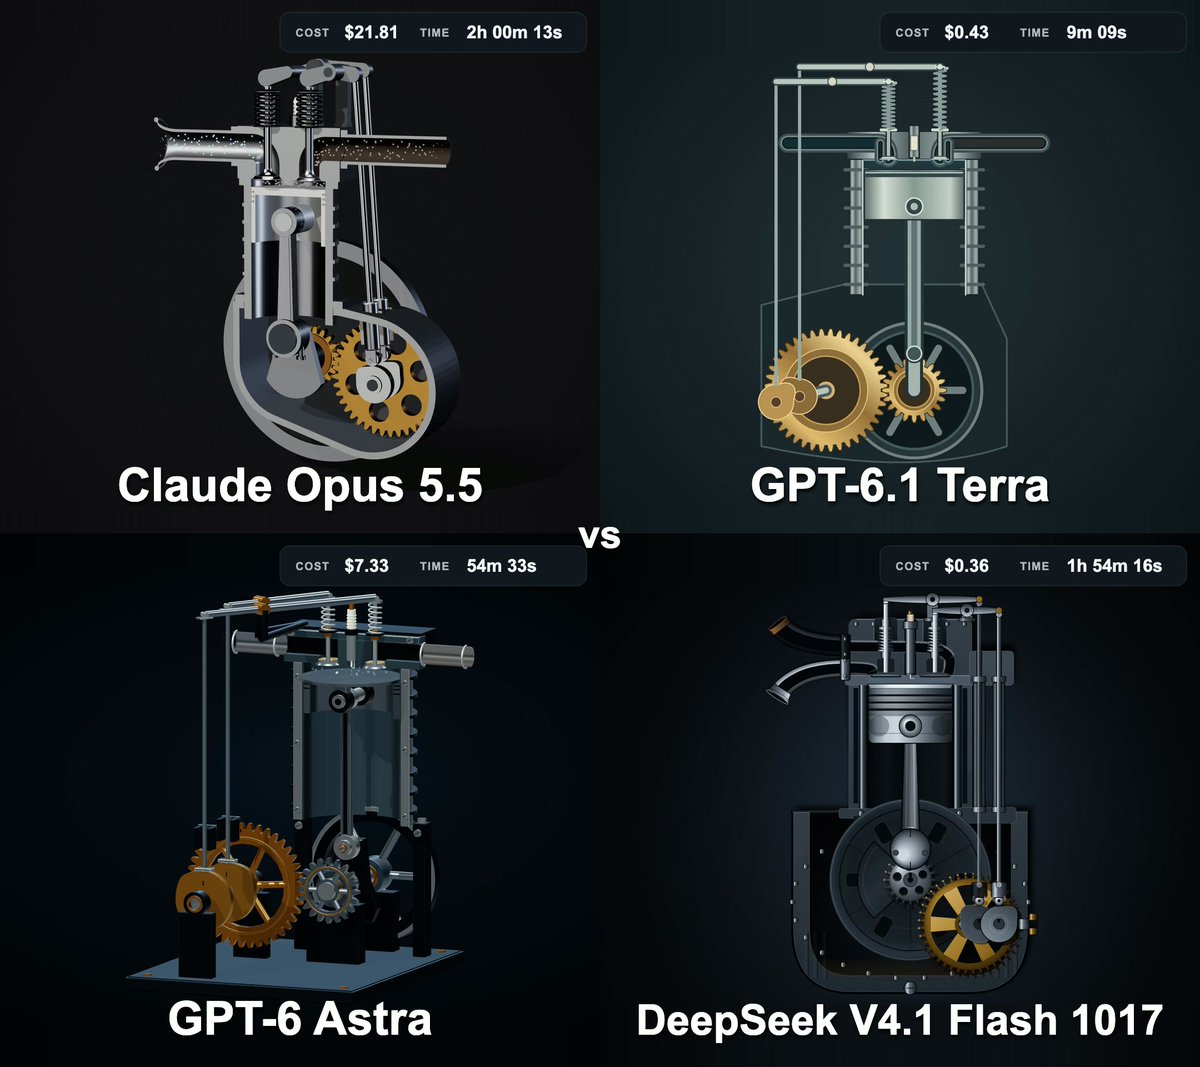 COST $21.81 TIME 2h 00m 13s
COST $0.43 TIME 9m 09s
Claude Opus 5.5
GPT-6.1 Terra
vs
COST $7.33 TIME 54m 33s
COST $0.36 TIME 1h 54m 16s
GPT-6 Astra
DeepSeek V4.1 Flash 1017